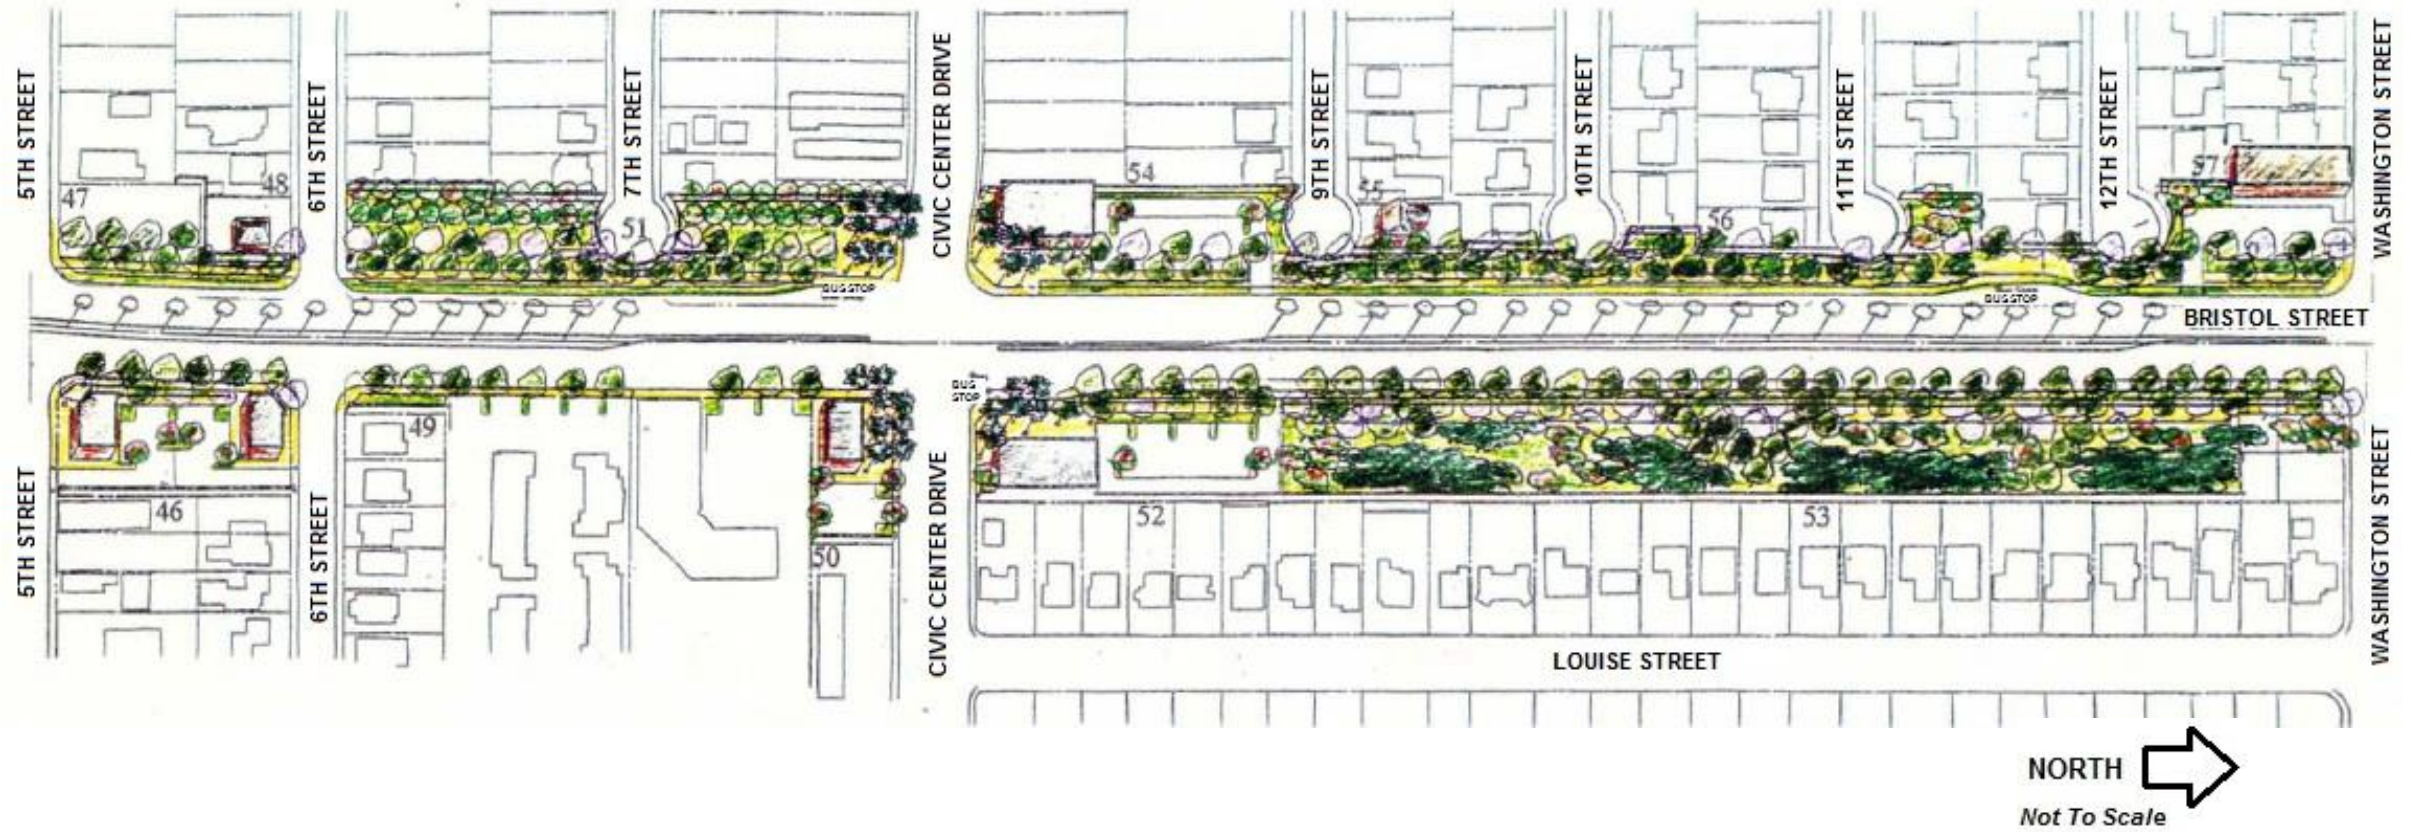 5TH STREET
6TH STREET
7TH STREET
CIVIC CENTER DRIVE
9TH STREET
10TH STREET
11TH STREET
12TH STREET
WASHINGTON STREET
47
48
51
54
55
56
57
BUS STOP
BUS STOP
BRISTOL STREET
BUS
STOP
49
46
50
52
53
5TH STREET
6TH STREET
CIVIC CENTER DRIVE
WASHINGTON STREET
LOUISE STREET
NORTH
Not To Scale